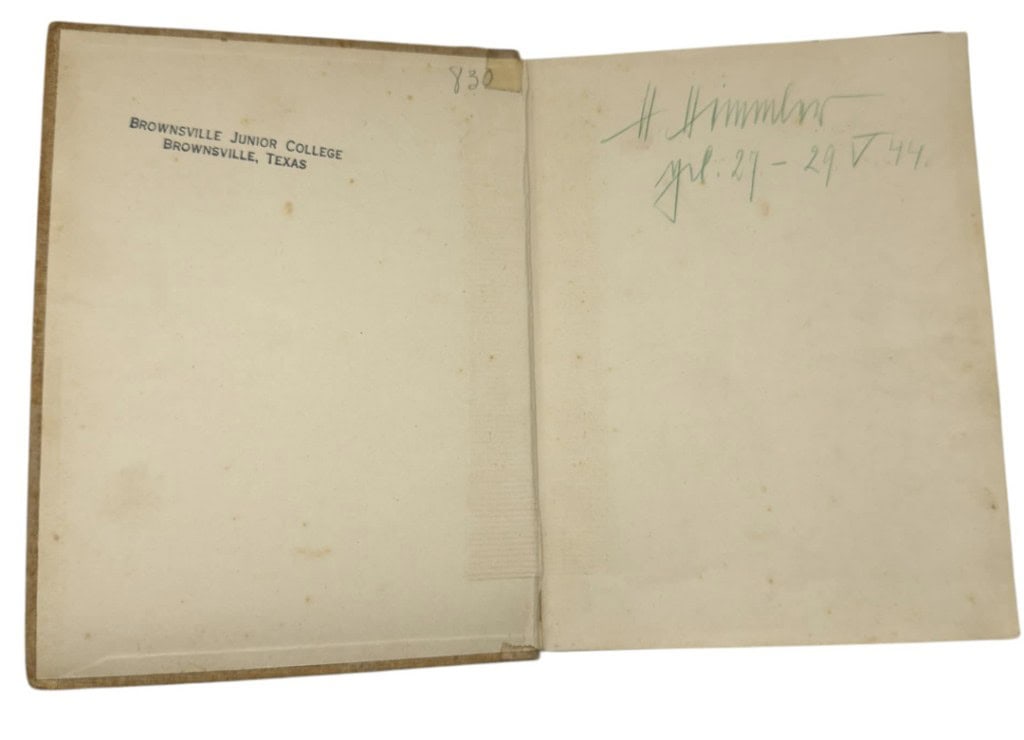 830
BROWNSVILLE JUNIOR COLLEGE
BROWNSVILLE, TEXAS
H Himmler
gel. 27 – 29 V. 44.